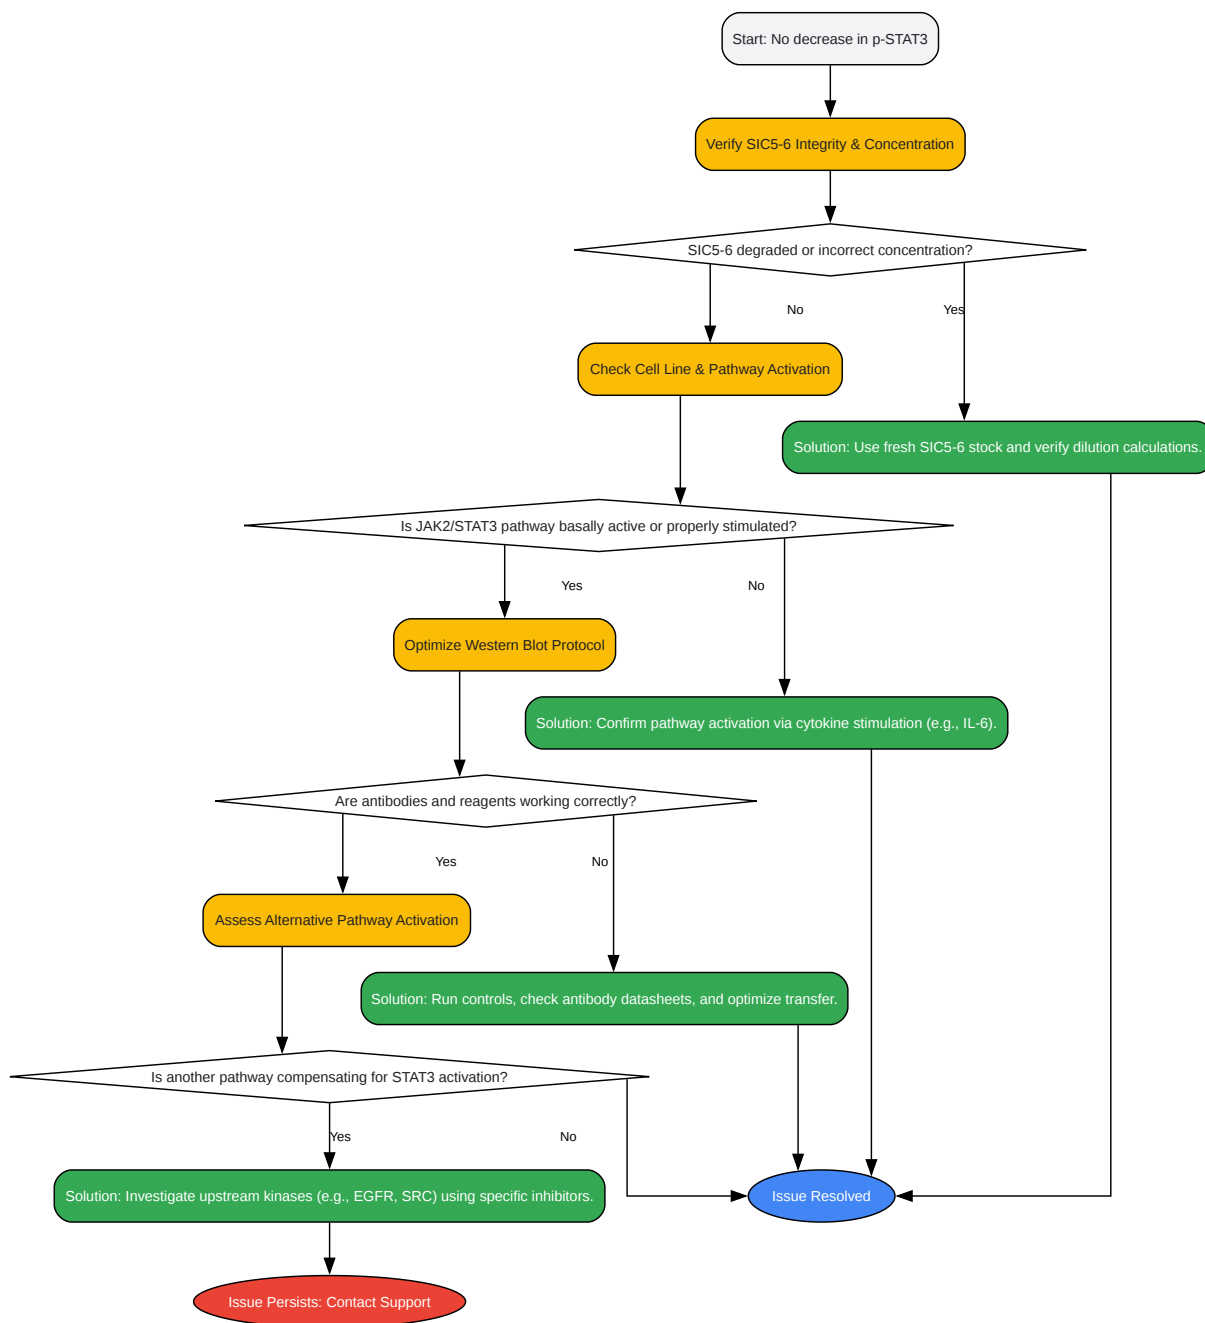 Start: No decrease in p-STAT3
Verify SIC5-6 Integrity & Concentration
SIC5-6 degraded or incorrect concentration?
No
Yes
Check Cell Line & Pathway Activation
Solution: Use fresh SIC5-6 stock and verify dilution calculations.
Is JAK2/STAT3 pathway basally active or properly stimulated?
Yes
No
Optimize Western Blot Protocol
Solution: Confirm pathway activation via cytokine stimulation (e.g., IL-6).
Are antibodies and reagents working correctly?
Yes
No
Assess Alternative Pathway Activation
Solution: Run controls, check antibody datasheets, and optimize transfer.
Is another pathway compensating for STAT3 activation?
Yes
No
Solution: Investigate upstream kinases (e.g., EGFR, SRC) using specific inhibitors.
Issue Resolved
Issue Persists: Contact Support